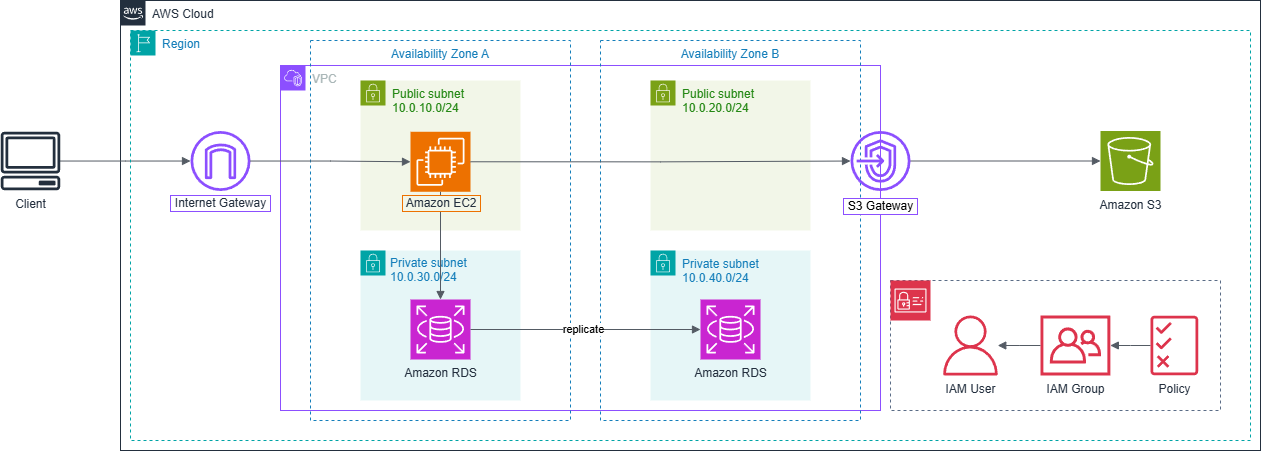 aws
AWS Cloud
Region
Availability Zone A
Availability Zone B
VPC
Public subnet
10.0.10.0/24
Public subnet
10.0.20.0/24
Client
Internet Gateway
Amazon EC2
S3 Gateway
Amazon S3
Private subnet
10.0.30.0/24
Private subnet
10.0.40.0/24
replicate
Amazon RDS
Amazon RDS
IAM User
IAM Group
Policy